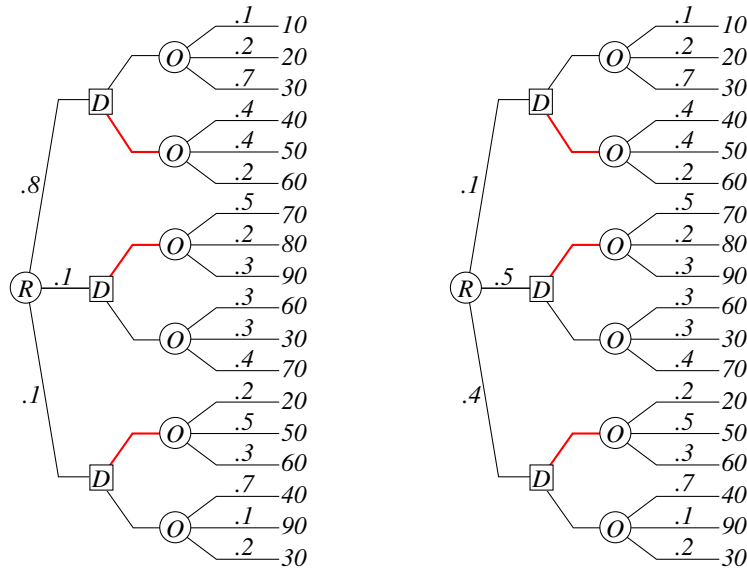 .1 10 .1 10
.2 20 .2 20
O O
.7 30 .7 30
D D
.4 40 .4 40
.4 50 .4 50
O O
.2 60 .2 60
.8 .1
.5 70 .5 70
.2 80 .2 80
O O
.3 90 .3 90
R .1 D R .5 D
.3 60 .3 60
.3 30 .3 30
O O
.4 70 .4 70
.1 .4
.2 20 .2 20
.5 50 .5 50
O O
.3 60 .3 60
D D
.7 40 .7 40
.1 90 .1 90
O O
.2 30 .2 30